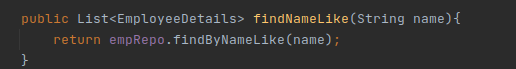 public List<EmployeeDetails> findNameLike(String name){
    return empRepo.findByNameLike(name);
}